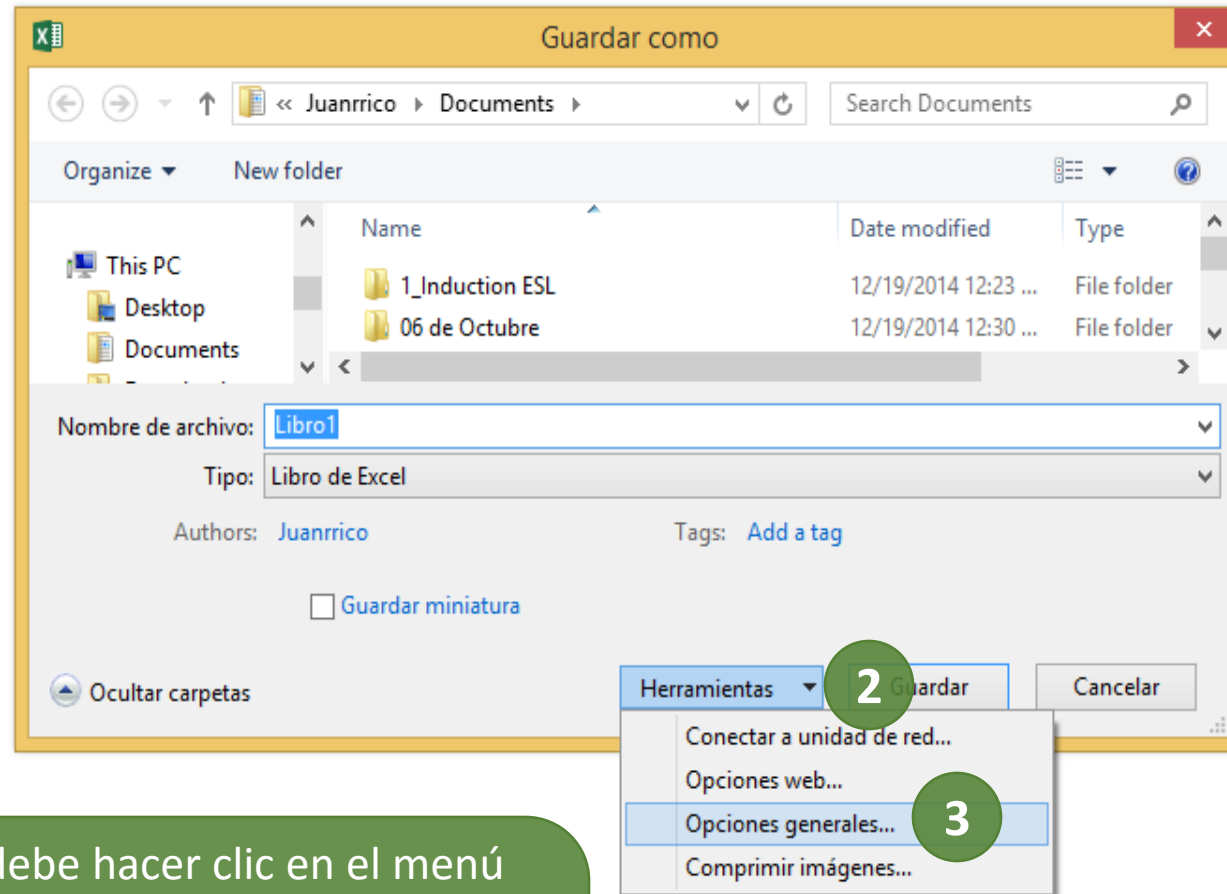 Guardar como
« Juanrrico Documents
Search Documents
Organize New folder
Name Date modified Type
This PC
1_Induction ESL 12/19/2014 12:23 ... File folder
Desktop
06 de Octubre 12/19/2014 12:30 ... File folder
Documents
Nombre de archivo: Libro1
Tipo: Libro de Excel
Authors: Juanrrico Tags: Add a tag
Guardar miniatura
Ocultar carpetas Herramientas 2 Guardar Cancelar
Conectar a unidad de red...
Opciones web...
Opciones generales... 3
Comprimir imágenes...
debe hacer clic en el menú